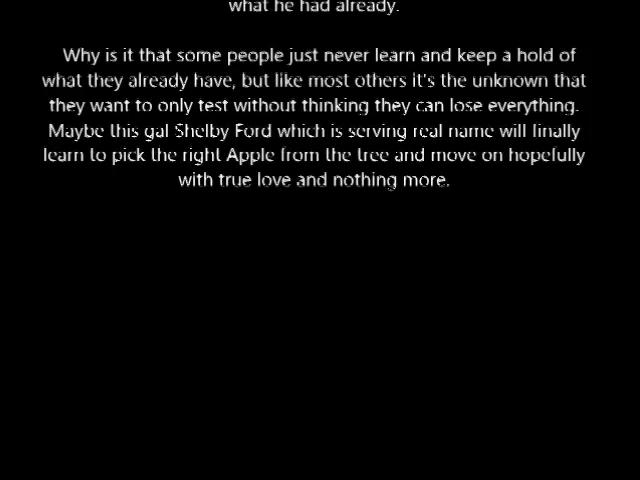 what he had already.
Why is it that some people just never learn and keep a hold of
what they already have, but like most others it's the unknown that
they want to only test without thinking they can lose everything.
Maybe this gal Shelby Ford which is serving real name will finally
learn to pick the right Apple from the tree and move on hopefully
with true love and nothing more.